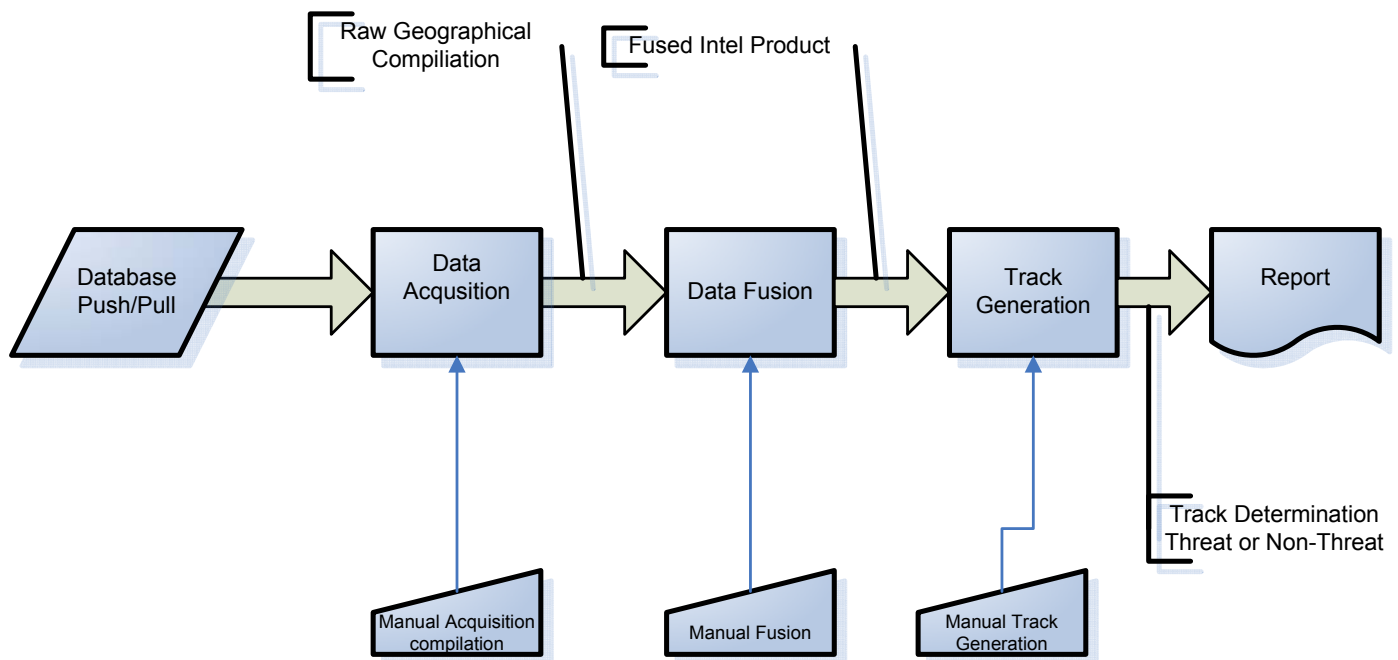 Raw Geographical
Compiliation
Fused Intel Product
Database
Push/Pull
Data
Acqusition
Data Fusion
Track
Generation
Report
Track Determination
Threat or Non-Threat
Manual Acquisition
compilation
Manual Fusion
Manual Track
Generation